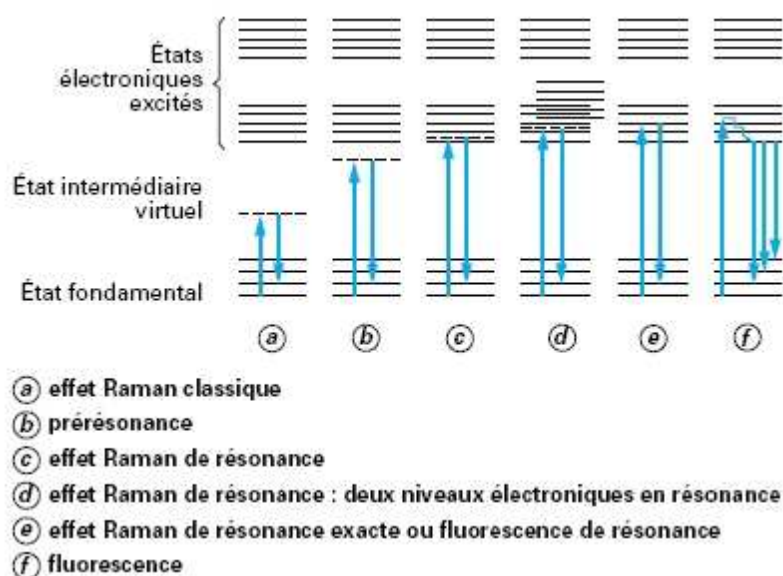 États
électroniques
excités
État intermédiaire
virtuel
État fondamental
a b c d e f
a effet Raman classique
b prérésonance
c effet Raman de résonance
d effet Raman de résonance : deux niveaux électroniques en résonance
e effet Raman de résonance exacte ou fluorescence de résonance
f fluorescence